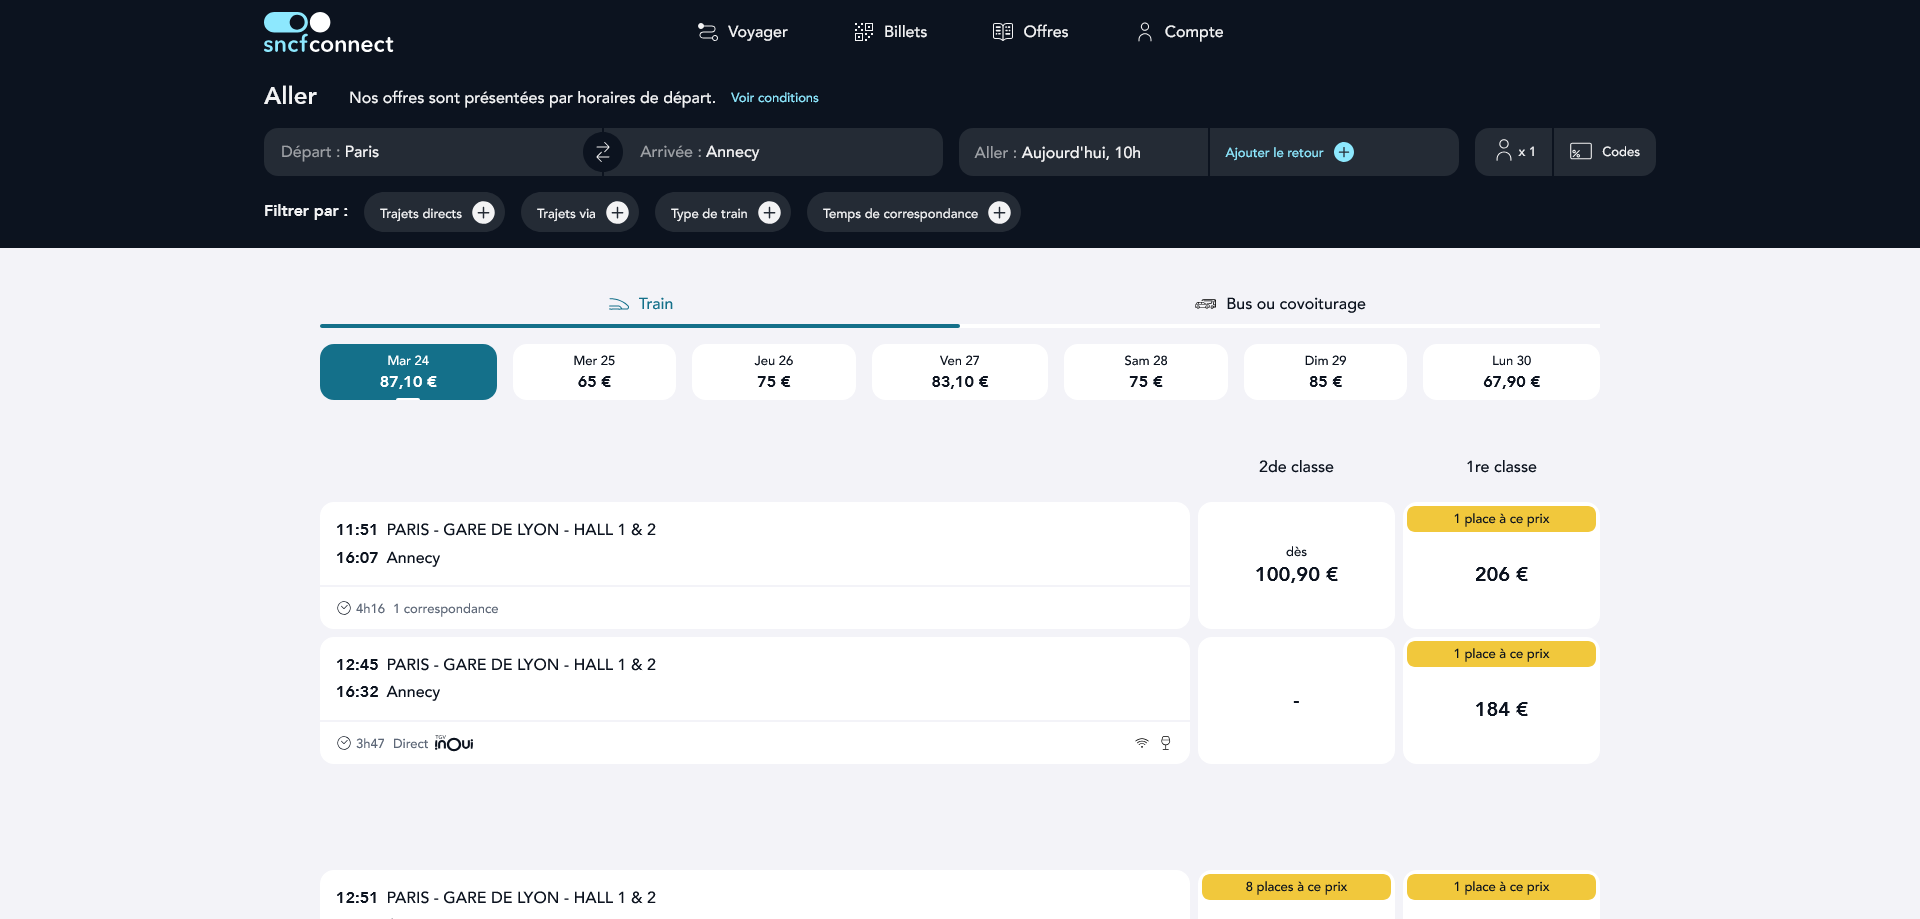 sncfconnect
Voyager
Billets
Offres
Compte
Aller
Nos offres sont présentées par horaires de départ. Voir conditions
Départ : Paris
Arrivée : Annecy
Aller : Aujourd'hui, 10h
Ajouter le retour
x 1
Codes
Filtrer par :
Trajets directs
Trajets via
Type de train
Temps de correspondance
Train
Bus ou covoiturage
Mar 24
87,10 €
Mer 25
65 €
Jeu 26
75 €
Ven 27
83,10 €
Sam 28
75 €
Dim 29
85 €
Lun 30
67,90 €
2de classe
1re classe
11:51 PARIS - GARE DE LYON - HALL 1 & 2
16:07 Annecy
4h16 1 correspondance
dès
100,90 €
1 place à ce prix
206 €
12:45 PARIS - GARE DE LYON - HALL 1 & 2
16:32 Annecy
3h47 Direct TGV inOui
-
1 place à ce prix
184 €
12:51 PARIS - GARE DE LYON - HALL 1 & 2
8 places à ce prix
1 place à ce prix